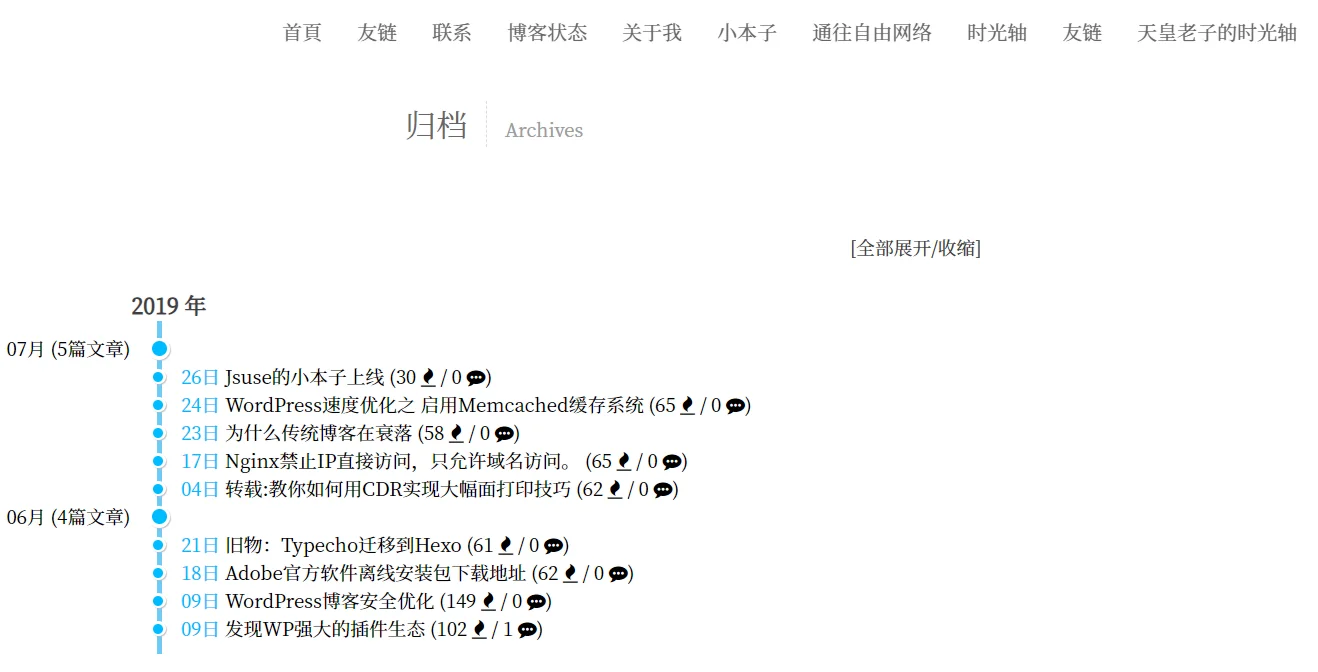 首頁 友链 联系 博客状态 关于我 小本子 通往自由网络 时光轴 友链 天皇老子的时光轴
归档 Archives
[全部展开/收缩]
2019 年
07月 (5篇文章)
26日 Jsuse的小本子上线 (30 / 0 )
24日 WordPress速度优化之 启用Memcached缓存系统 (65 / 0 )
23日 为什么传统博客在衰落 (58 / 0 )
17日 Nginx禁止IP直接访问，只允许域名访问。 (65 / 0 )
04日 转载:教你如何用CDR实现大幅面打印技巧 (62 / 0 )
06月 (4篇文章)
21日 旧物：Typecho迁移到Hexo (61 / 0 )
18日 Adobe官方软件离线安装包下载地址 (62 / 0 )
09日 WordPress博客安全优化 (149 / 0 )
09日 发现WP强大的插件生态 (102 / 1 )